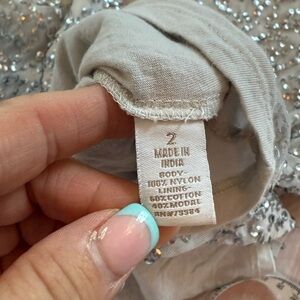 2
MADE IN
INDIA
BODY-
100% NYLON
LINING-
60%COTTON
40%MODAL
RN#73584